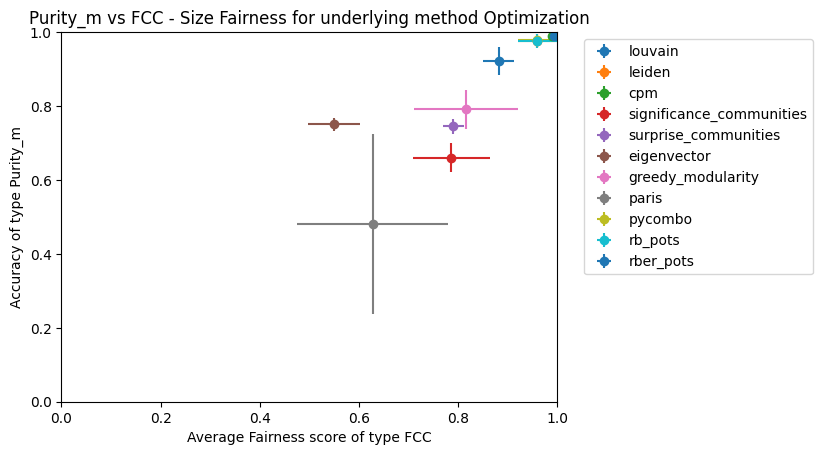 Purity_m vs FCC - Size Fairness for underlying method Optimization
1.0
0.8
0.6
0.4
0.2
0.0
Accuracy of type Purity_m
0.0 0.2 0.4 0.6 0.8 1.0
Average Fairness score of type FCC
louvain
leiden
cpm
significance_communities
surprise_communities
eigenvector
greedy_modularity
paris
pycombo
rb_pots
rber_pots